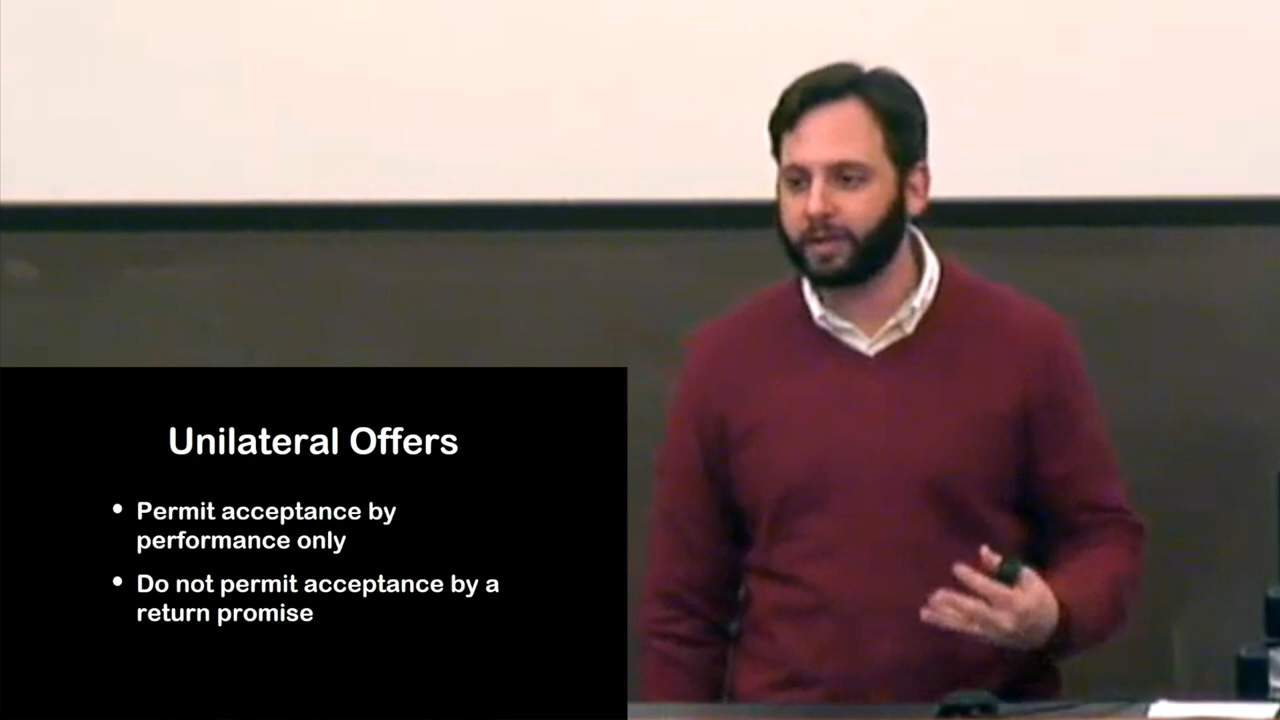 Unilateral Offers
• Permit acceptance by
performance only
• Do not permit acceptance by a
return promise